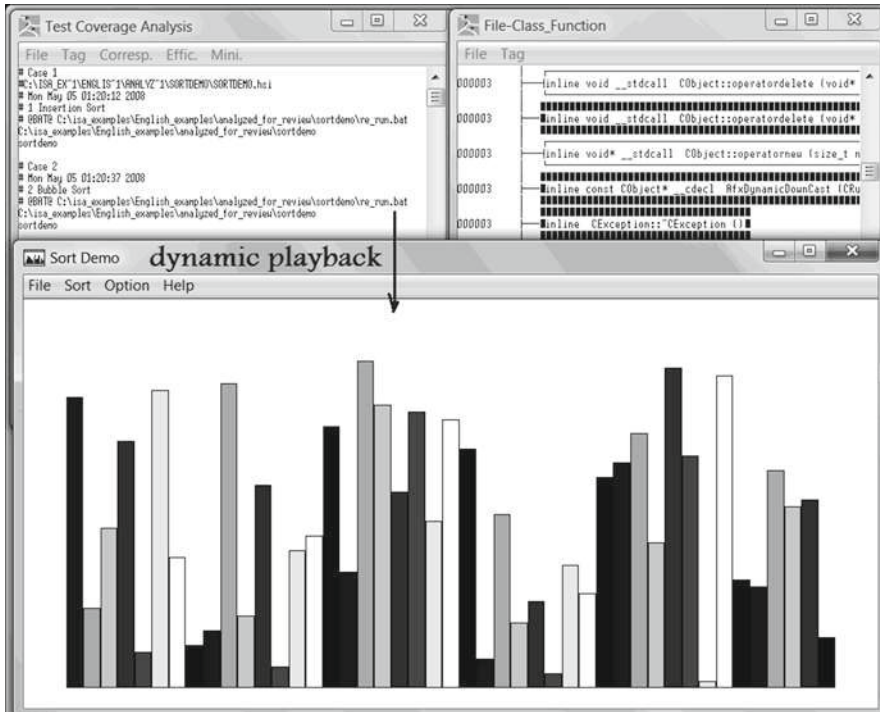 Test Coverage Analysis
File Tag Corresp. Effic. Mini.
# Case 1
#C:\ISA_EX~1\ENGLIS~1\ANALYZ~1\SORTDEMO\SORTDEMO.hsi
# Mon May 05 01:20:12 2008
# 1 Insertion Sort
# @BAT@ C:\isa_examples\English_examples\analyzed_for_review\sortdemo\re_run.bat
C:\isa_examples\English_examples\analyzed_for_review\sortdemo
sortdemo
# Case 2
# Mon May 05 01:20:37 2008
# 2 Bubble Sort
# @BAT@ C:\isa_examples\English_examples\analyzed_for_review\sortdemo\re_run.bat
C:\isa_examples\English_examples\analyzed_for_review\sortdemo
sortdemo
File-Class_Function
File Tag
000003 inline void __stdcall CObject::operatordelete (void*
000003 inline void __stdcall CObject::operatordelete (void*
000003 inline void* __stdcall CObject::operatornew (size_t n
000003 inline const CObject* __cdecl AfxDynamicDownCast (CRu
000003 inline CException::~CException ()
Sort Demo
dynamic playback
File Sort Option Help